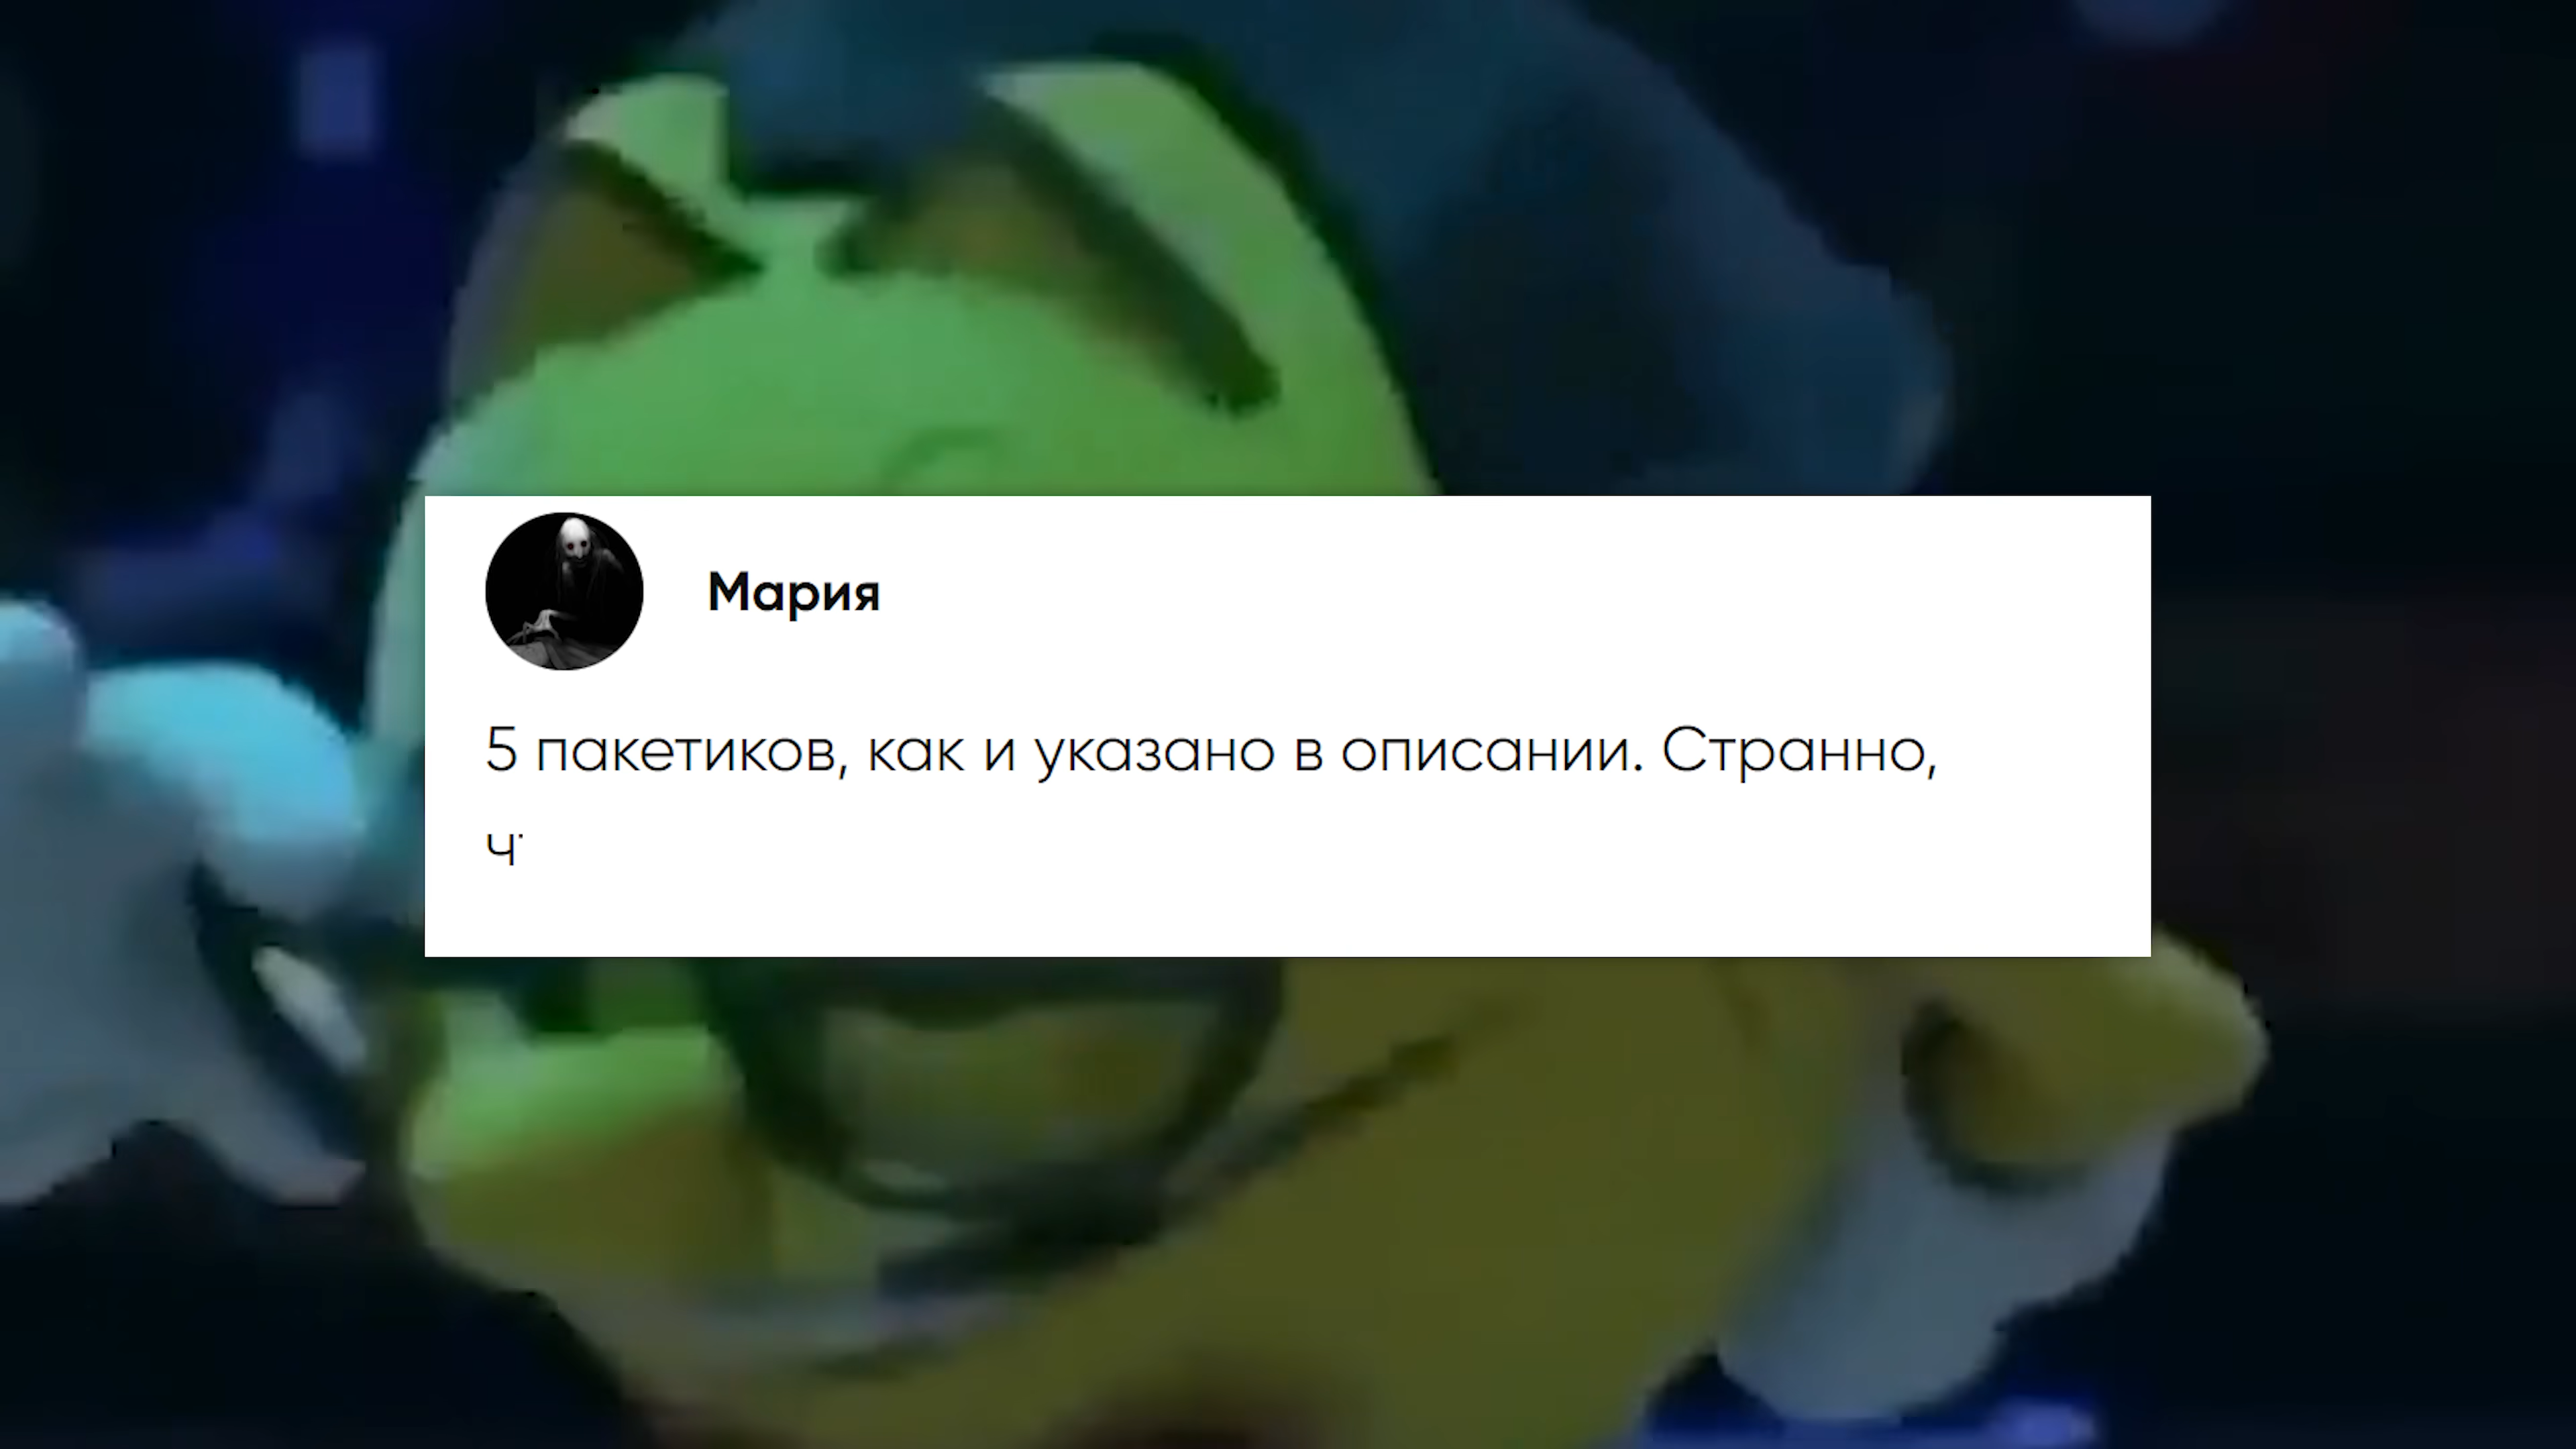 Мария
5 пакетиков, как и указано в описании. Странно,
ч